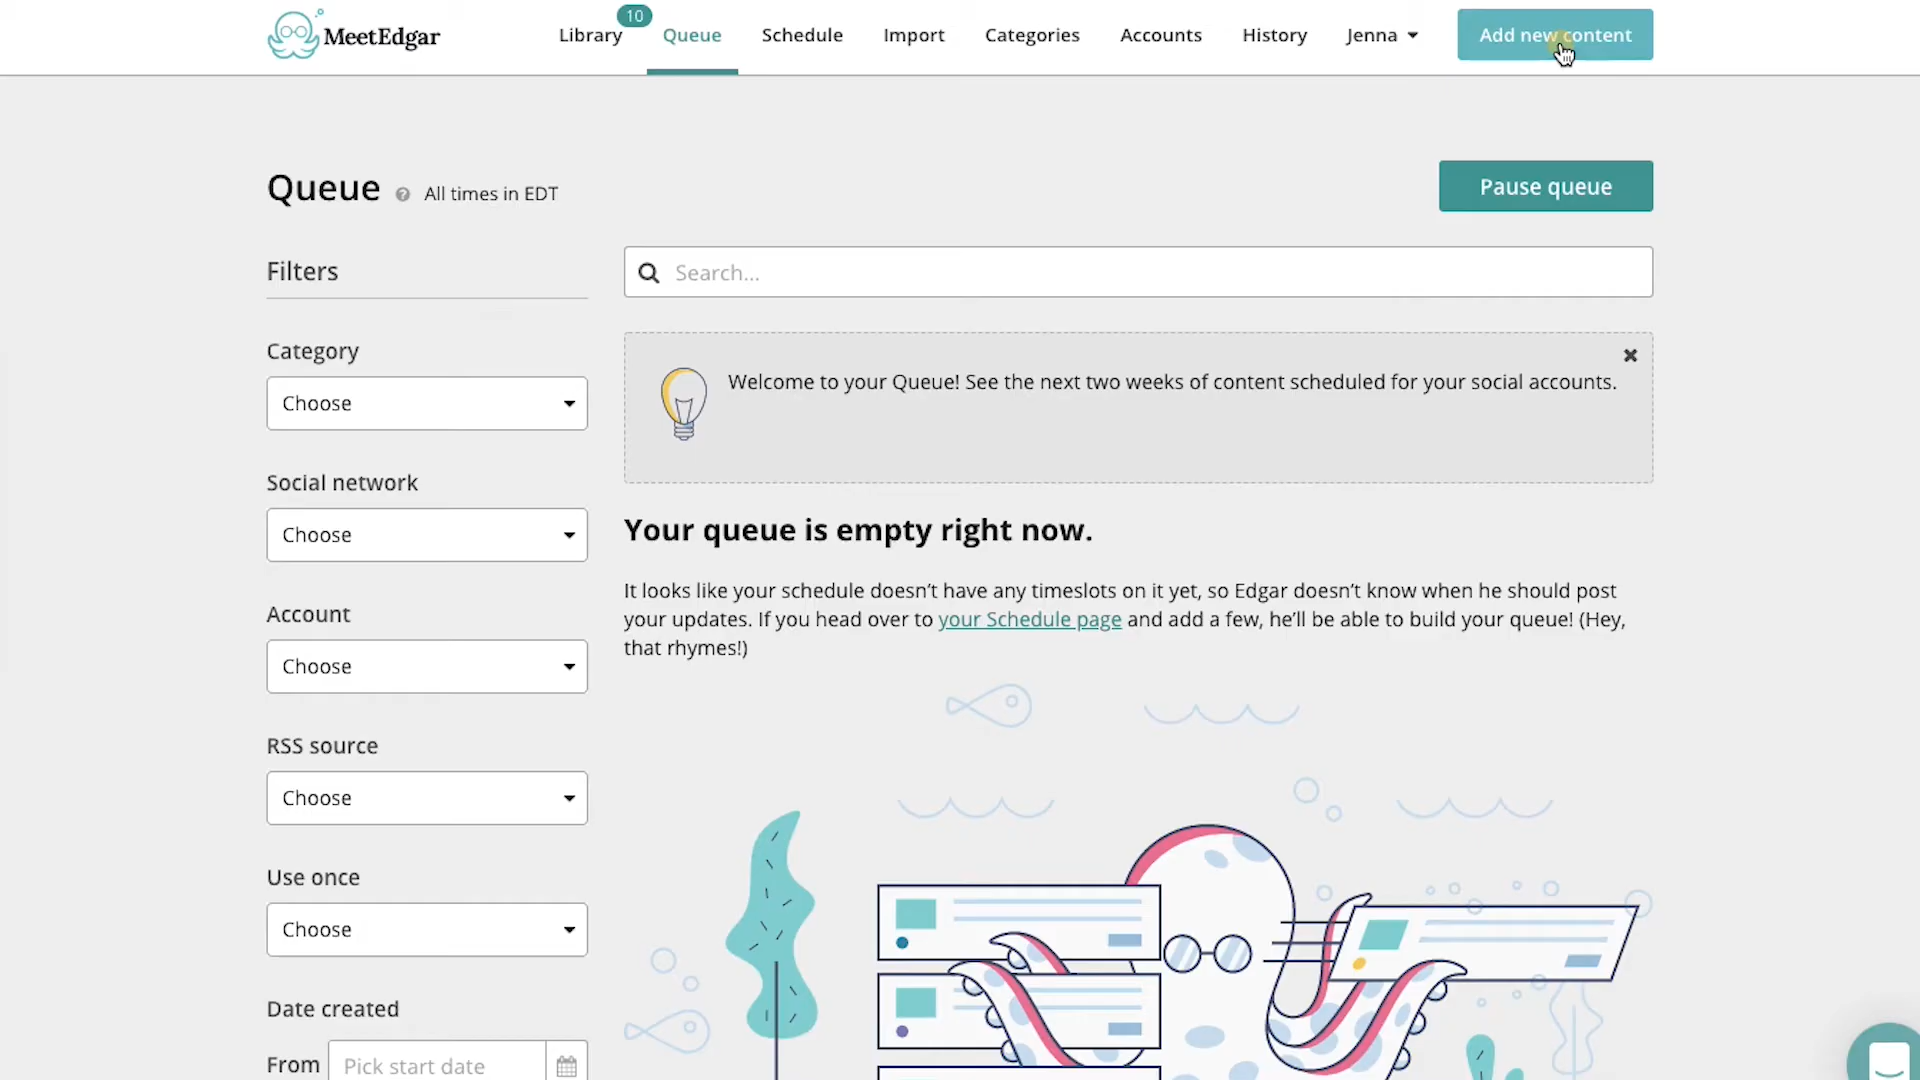 MeetEdgar
Library 10 Queue Schedule Import Categories Accounts History Jenna Add new content
Queue ? All times in EDT
Pause queue
Filters
Search...
Category
Choose
Welcome to your Queue! See the next two weeks of content scheduled for your social accounts.
Social network
Choose
Your queue is empty right now.
It looks like your schedule doesn’t have any timeslots on it yet, so Edgar doesn’t know when he should post
your updates. If you head over to your Schedule page and add a few, he’ll be able to build your queue! (Hey,
that rhymes!)
Account
Choose
RSS source
Choose
Use once
Choose
Date created
From Pick start date